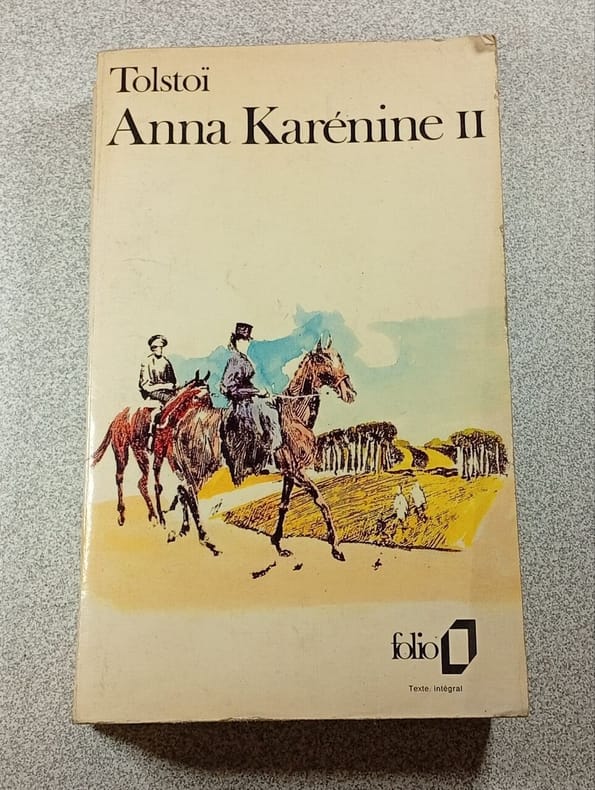 Tolstoï
Anna Karénine II
folio
Texte intégral